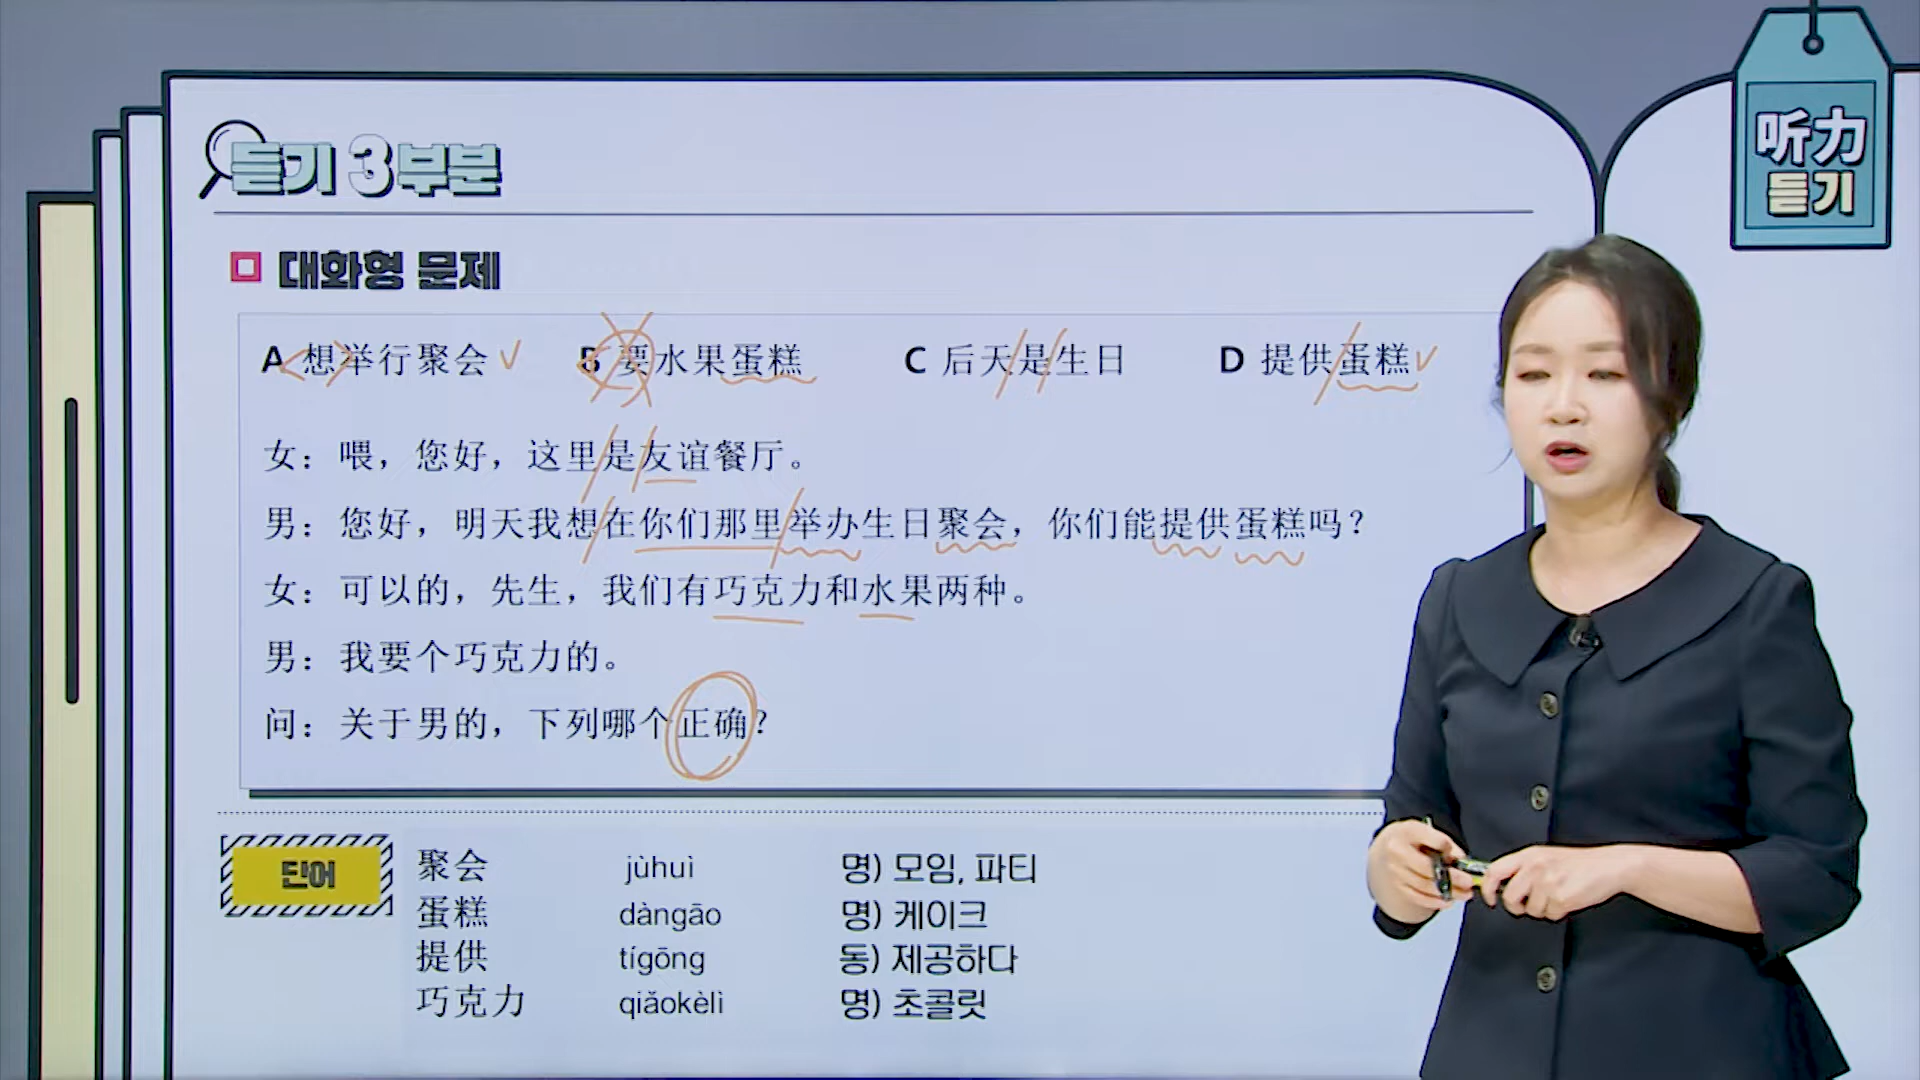 听力
듣기
듣기 3부분
대화형 문제
A 想举行聚会 B 要水果蛋糕 C 后天是生日 D 提供蛋糕
女：喂，您好，这里是友谊餐厅。
男：您好，明天我想在你们那里举办生日聚会，你们能提供蛋糕吗？
女：可以的，先生，我们有巧克力和水果两种。
男：我要个巧克力的。
问：关于男的，下列哪个正确？
단어
聚会 jùhuì 명) 모임, 파티
蛋糕 dàngāo 명) 케이크
提供 tígōng 동) 제공하다
巧克力 qiǎokèlì 명) 초콜릿